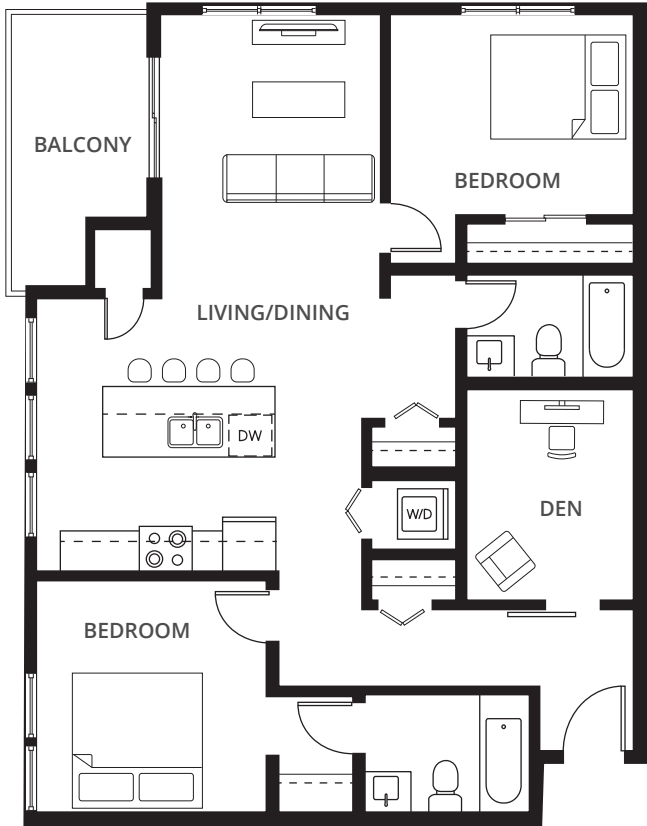 BALCONY
BEDROOM
LIVING/DINING
DW
W/D
DEN
BEDROOM